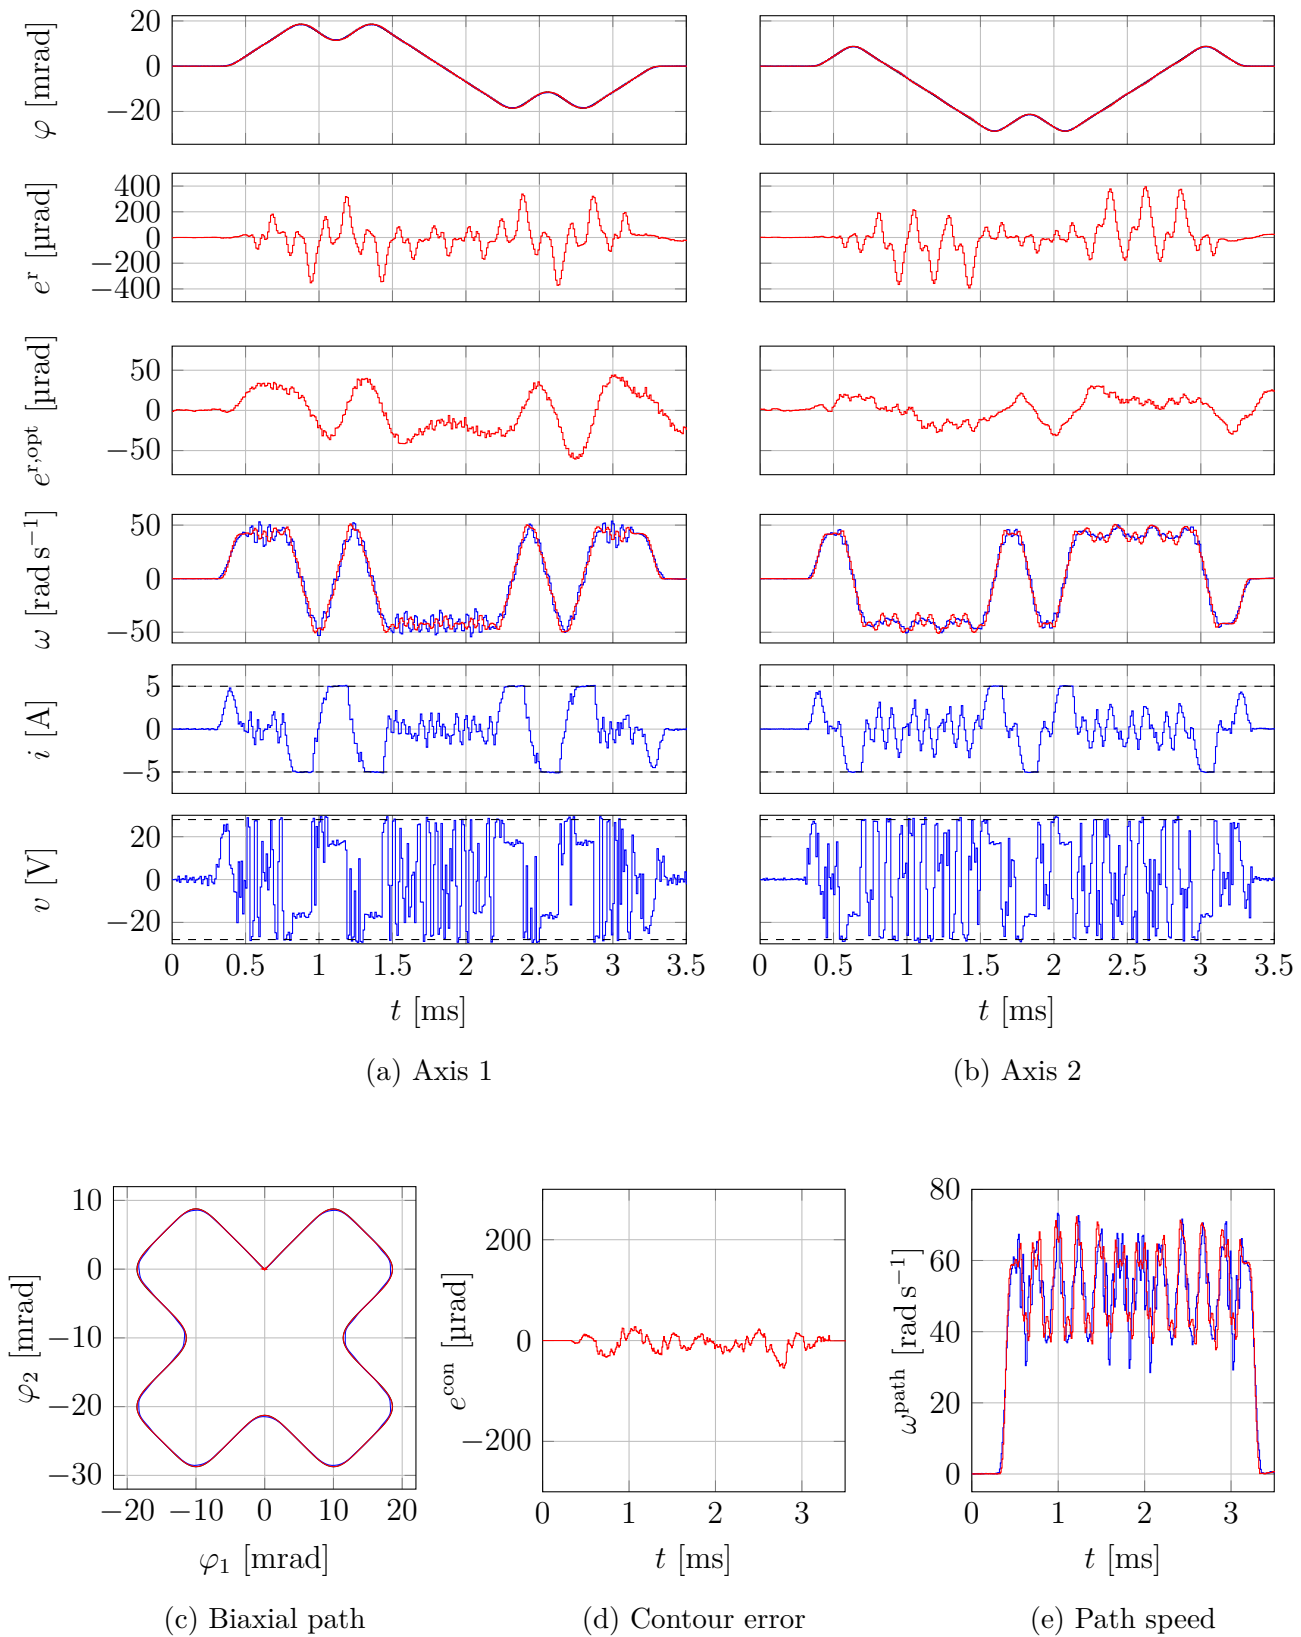 20
0
−20
φ [mrad]
400
200
0
−200
−400
e^r [µrad]
50
0
−50
e^r,opt [µrad]
50
0
−50
ω [rad s⁻¹]
5
0
−5
i [A]
20
0
−20
v [V]
0 0.5 1 1.5 2 2.5 3 3.5
0 0.5 1 1.5 2 2.5 3 3.5
t [ms]
t [ms]
(a) Axis 1
(b) Axis 2
10
0
−10
−20
−30
φ₂ [mrad]
−20 −10 0 10 20
φ₁ [mrad]
(c) Biaxial path
200
0
−200
e^con [µrad]
0 1 2 3
t [ms]
(d) Contour error
80
60
40
20
0
ω^path [rad s⁻¹]
0 1 2 3
t [ms]
(e) Path speed